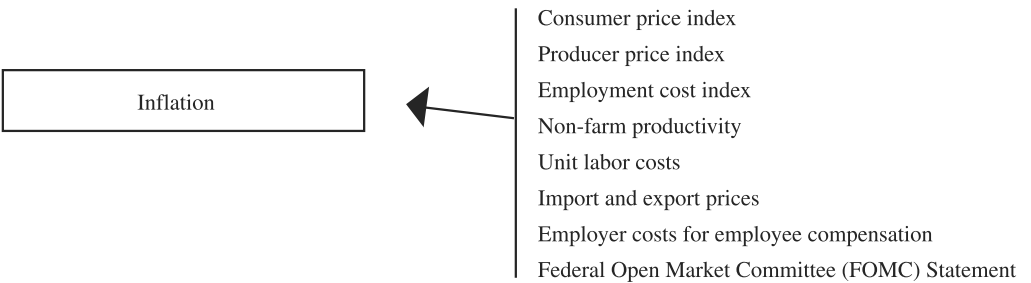 Inflation
Consumer price index
Producer price index
Employment cost index
Non-farm productivity
Unit labor costs
Import and export prices
Employer costs for employee compensation
Federal Open Market Committee (FOMC) Statement